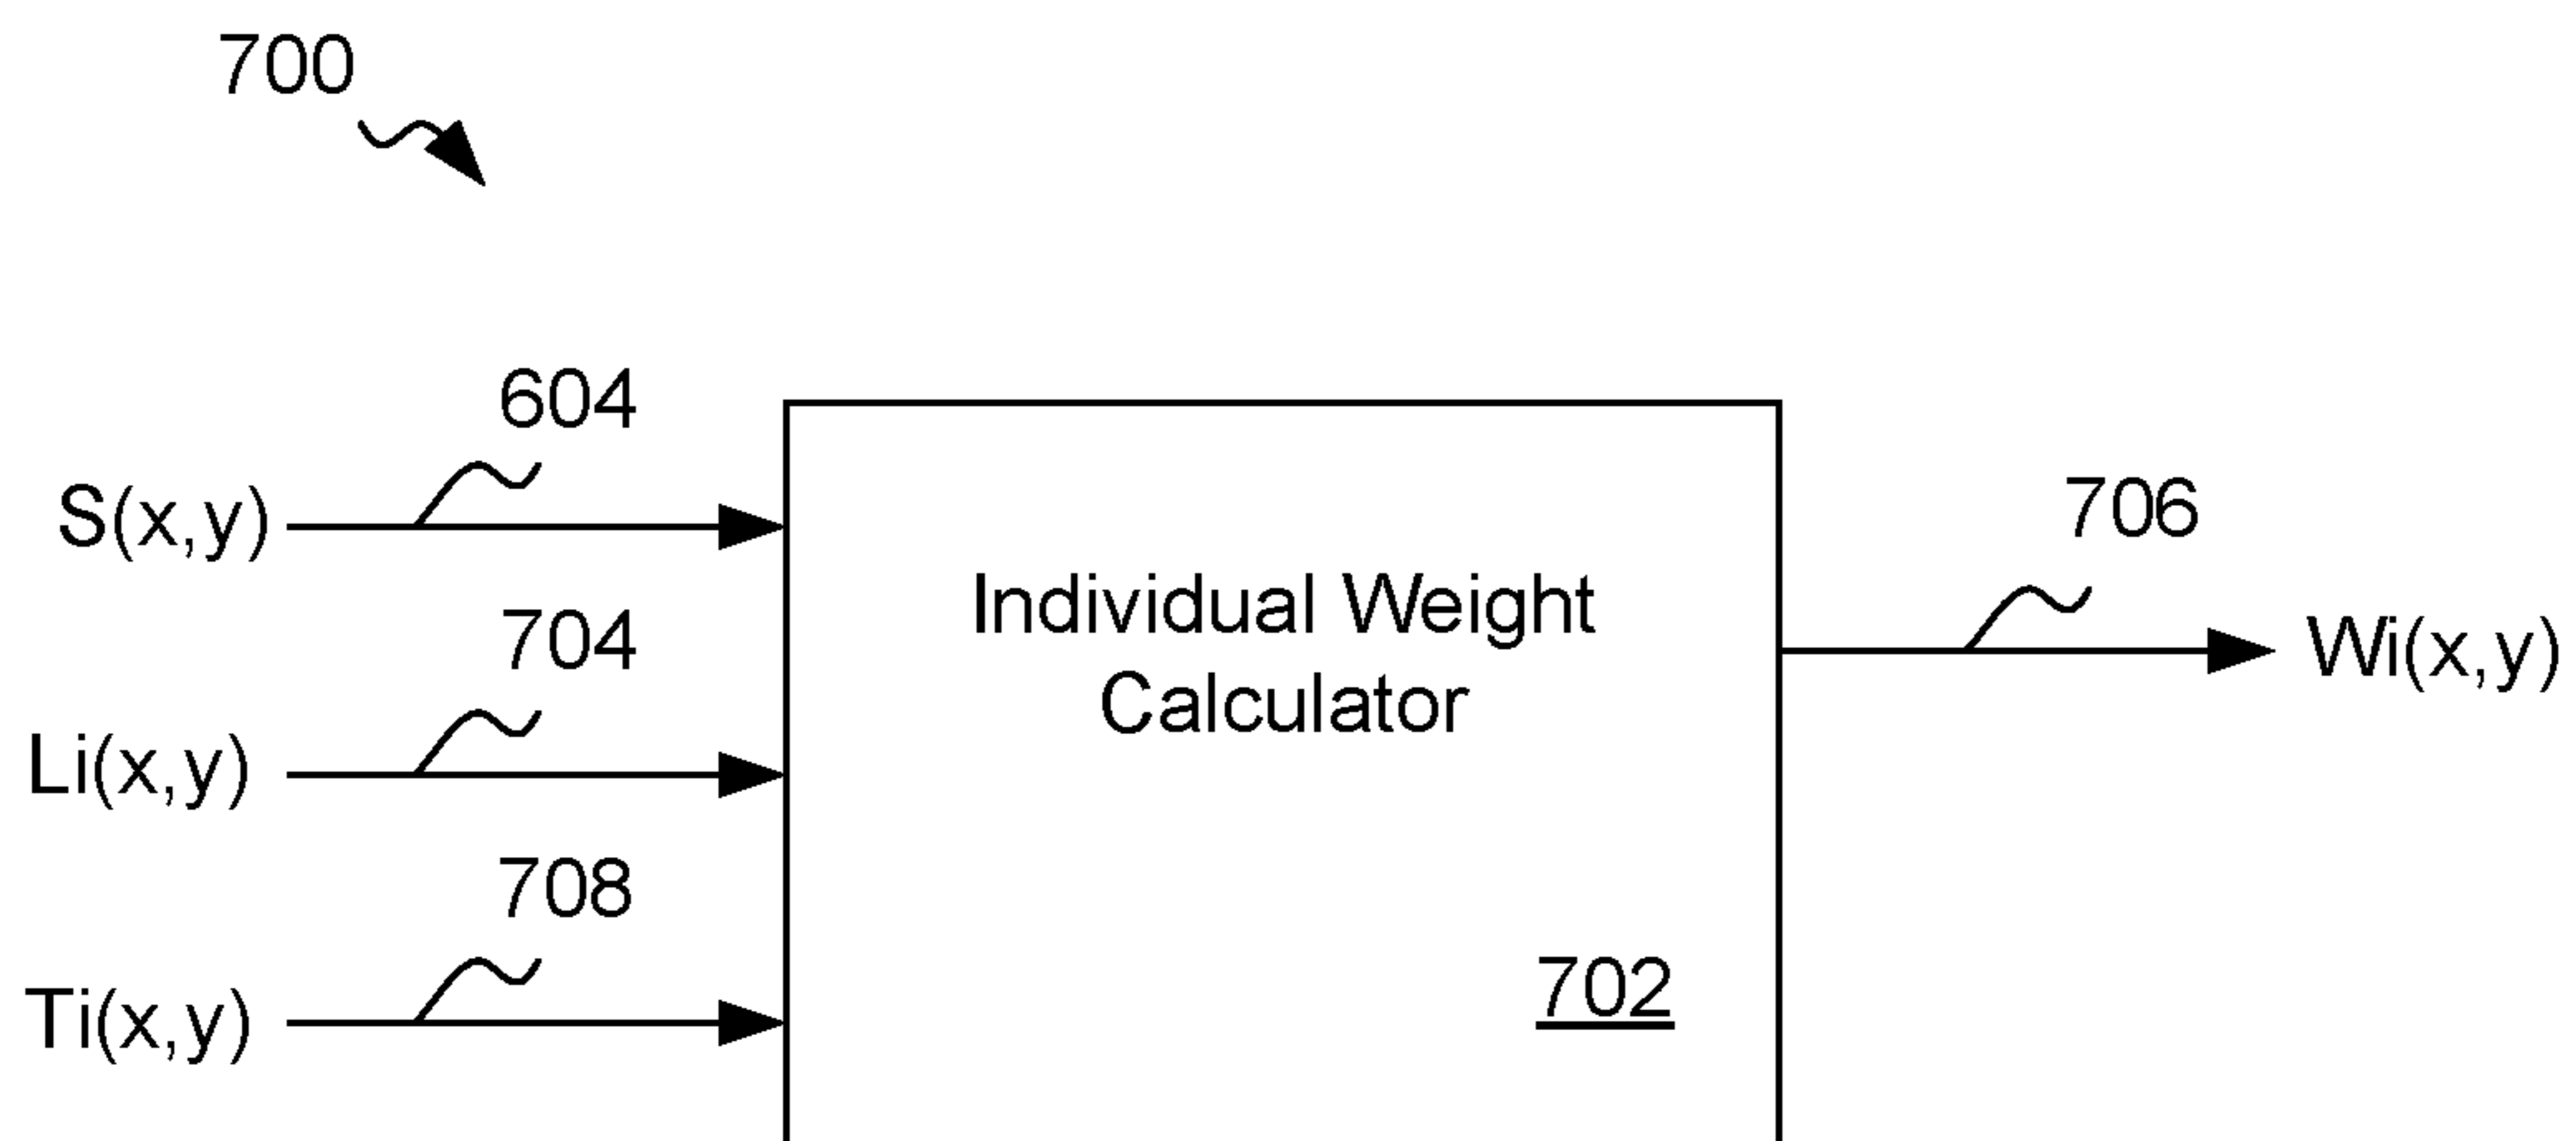 700
604
S(x,y)
704
Li(x,y)
708
Ti(x,y)
Individual Weight
Calculator
702
706
Wi(x,y)